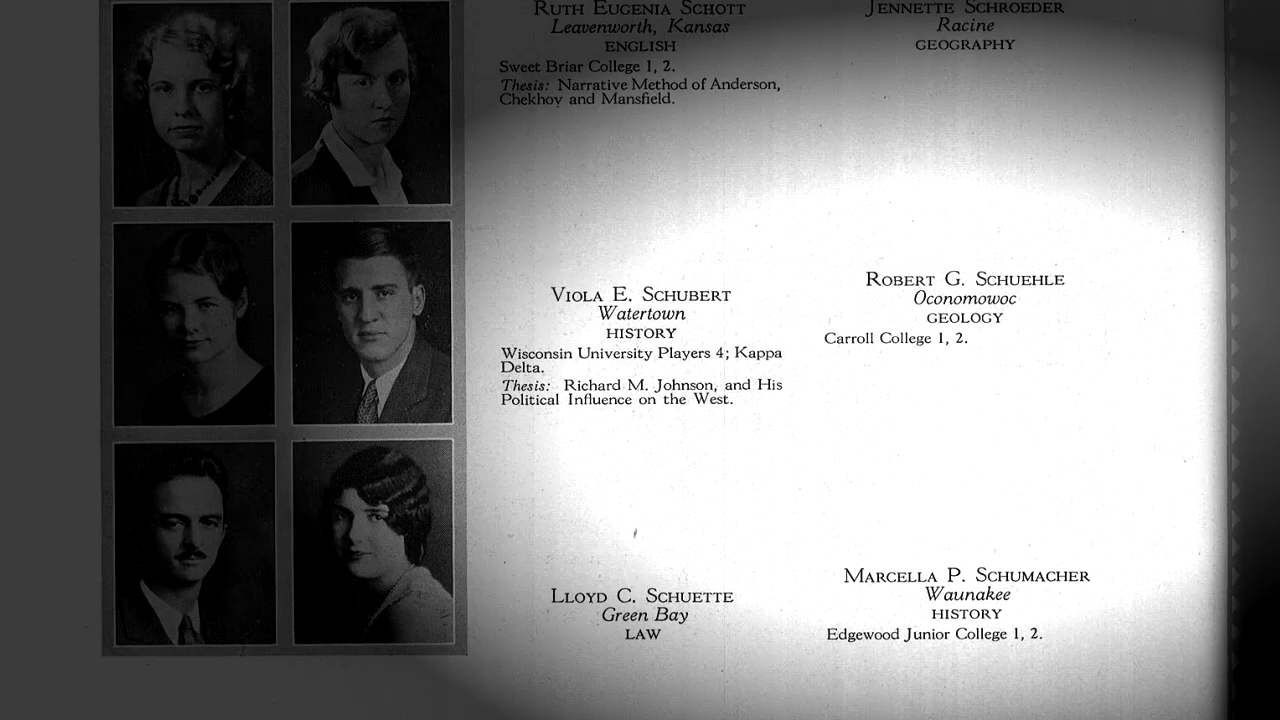 RUTH EUGENIA SCHOTT
Leavenworth, Kansas
ENGLISH
Sweet Briar College 1, 2.
Thesis: Narrative Method of Anderson,
Chekhov and Mansfield.
JENNETTE SCHROEDER
Racine
GEOGRAPHY
VIOLA E. SCHUBERT
Watertown
HISTORY
Wisconsin University Players 4; Kappa
Delta.
Thesis: Richard M. Johnson, and His
Political Influence on the West.
ROBERT G. SCHUEHLE
Oconomowoc
GEOLOGY
Carroll College 1, 2.
LLOYD C. SCHUETTE
Green Bay
LAW
MARCELLA P. SCHUMACHER
Waunakee
HISTORY
Edgewood Junior College 1, 2.